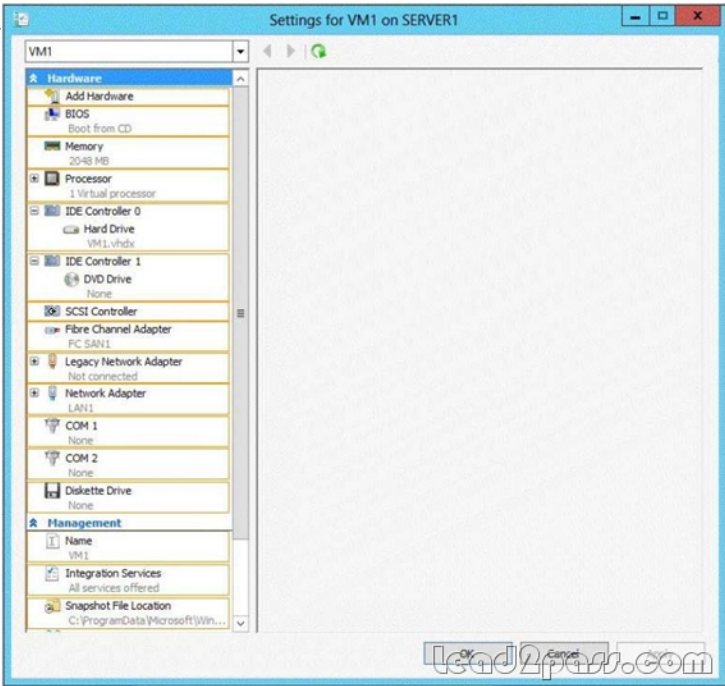 Settings for VM1 on SERVER1
VM1
Hardware
Add Hardware
BIOS
Boot from CD
Memory
2048 MB
Processor
1 Virtual processor
IDE Controller 0
Hard Drive
VM1.vhdx
IDE Controller 1
DVD Drive
None
SCSI Controller
Fibre Channel Adapter
FC SAN1
Legacy Network Adapter
Not connected
Network Adapter
LAN1
COM 1
None
COM 2
None
Diskette Drive
None
Management
Name
VM1
Integration Services
All services offered
Snapshot File Location
C:\ProgramData\Microsoft\Win...
OK Cancel Apply
lead2pass.com